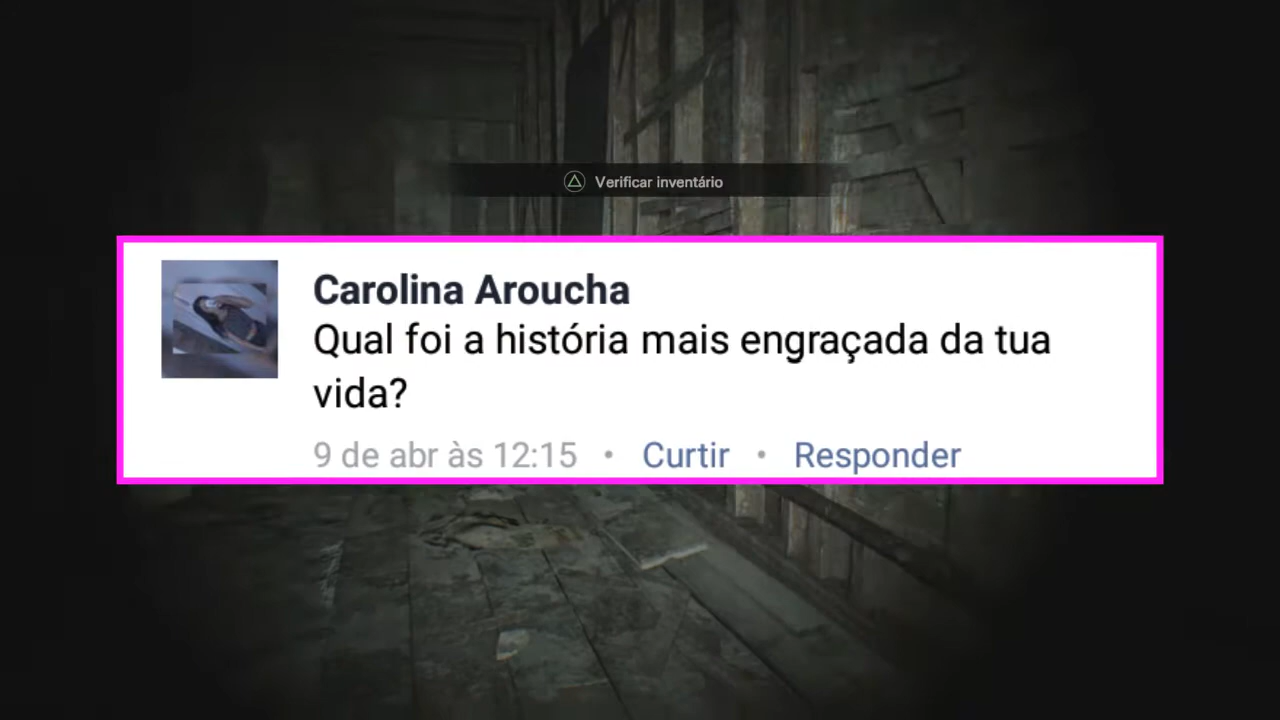 Verificar inventário
Carolina Aroucha
Qual foi a história mais engraçada da tua
vida?
9 de abr às 12:15 • Curtir • Responder